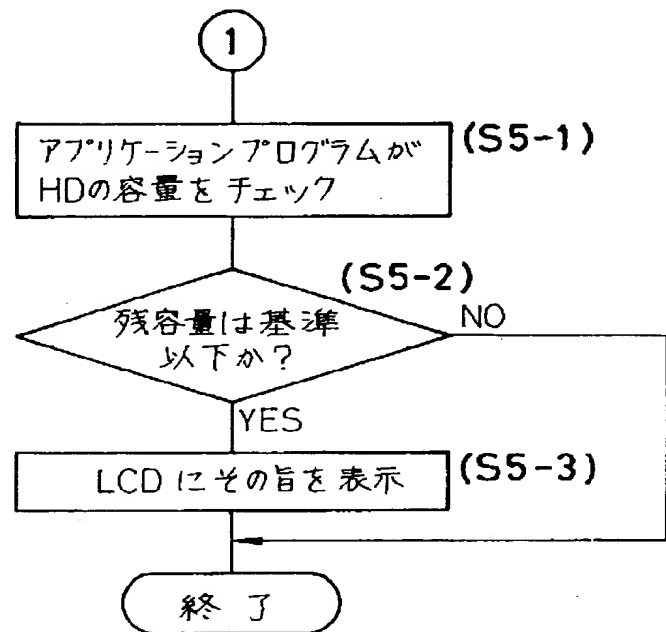 1
アプリケーションプログラムが
HDの容量をチェック
(S5-1)
(S5-2)
残容量は基準
以下か?
NO
YES
LCDにその旨を表示
(S5-3)
終了